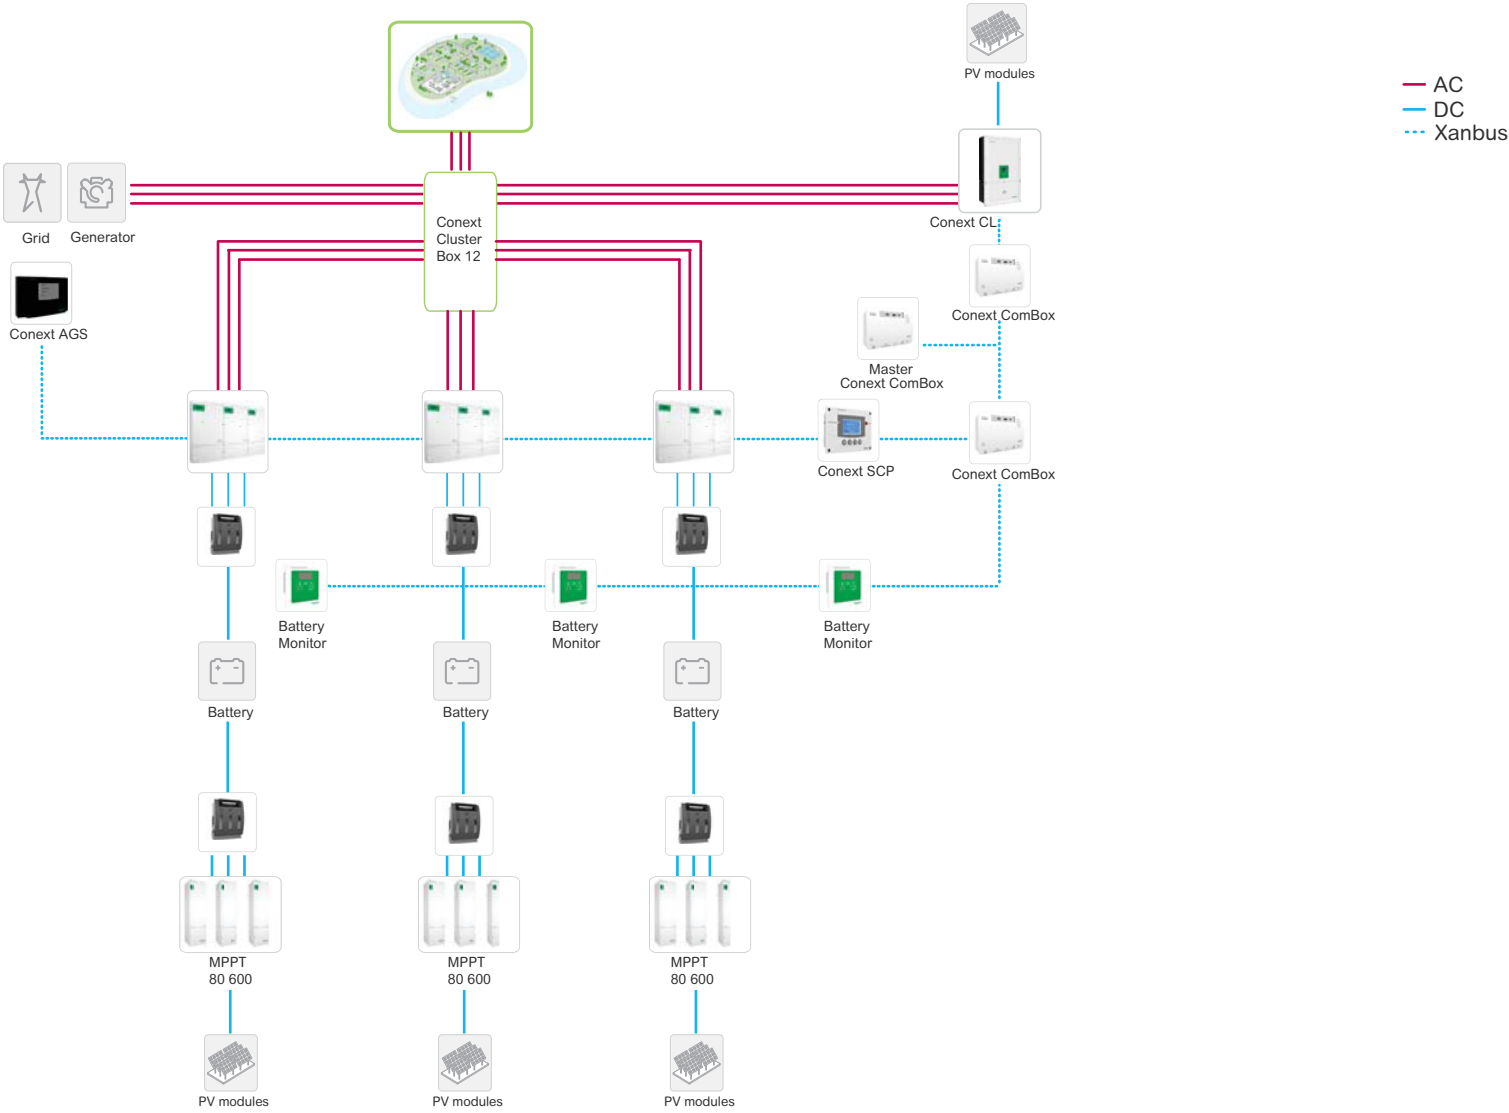 PV modules
AC
DC
Xanbus
Conext
Cluster
Box 12
Grid
Generator
Conext CL
Conext AGS
Conext ComBox
Master
Conext ComBox
Conext SCP
Conext ComBox
Battery
Monitor
Battery
Monitor
Battery
Monitor
Battery
Battery
Battery
MPPT
80 600
MPPT
80 600
MPPT
80 600
PV modules
PV modules
PV modules